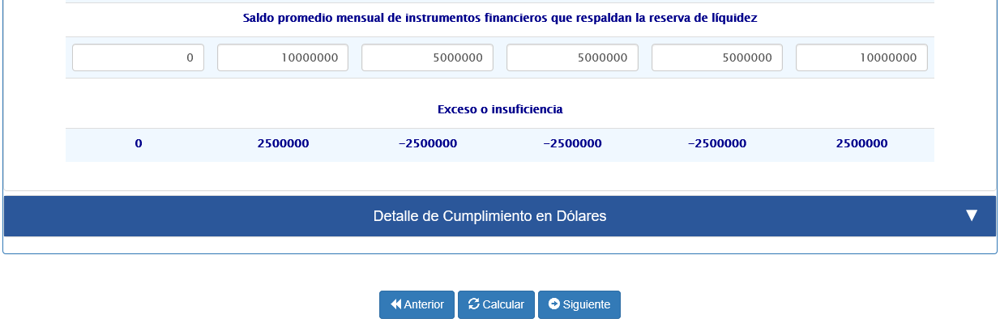 Saldo promedio mensual de instrumentos financieros que respaldan la reserva de líquidez
0 10000000 5000000 5000000 5000000 10000000
Exceso o insuficiencia
0 2500000 -2500000 -2500000 -2500000 2500000
Detalle de Cumplimiento en Dólares ▼
Anterior Calcular Siguiente